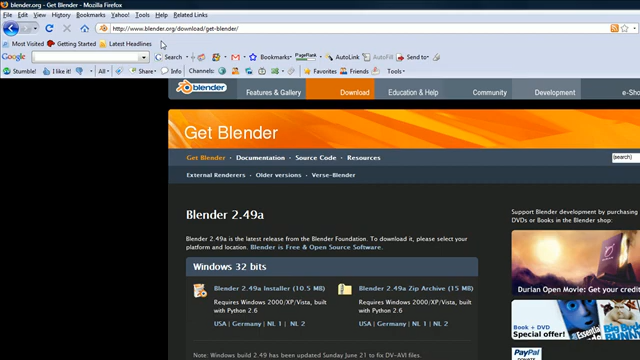 blender.org - Get Blender - Mozilla Firefox
File Edit View History Bookmarks Yahoo! Tools Help Related Links
http://www.blender.org/download/get-blender/
Most Visited Getting Started Latest Headlines
Google Search Bookmarks PageRank AutoLink AutoFill Send to
Stumble! I like it! All Info Channels: Favorites Friends Tools
blender Features & Gallery Download Education & Help Community Development e-Sho
Get Blender
Get Blender · Documentation · Source Code · Resources
(search)
External Renderers · Older versions · Verse-Blender
Blender 2.49a
Support Blender development by purchasing
DVDs or Books in the Blender shop:
Blender 2.49a is the latest release from the Blender Foundation. To download it, please select your
platform and location. Blender is Free & Open Source Software.
Windows 32 bits
Blender 2.49a Installer (10.5 MB)
Requires Windows 2000/XP/Vista, built
with Python 2.6
USA | Germany | NL 1 | NL 2
Blender 2.49a Zip Archive (15 MB)
Requires Windows 2000/XP/Vista, built
with Python 2.6
USA | Germany | NL 1 | NL 2
Durian Open Movie: Get your credit
Book + DVD
Special offer!
PayPal
Note: Windows build 2.49 has been updated Sunday June 21 to fix DV-AVI files.